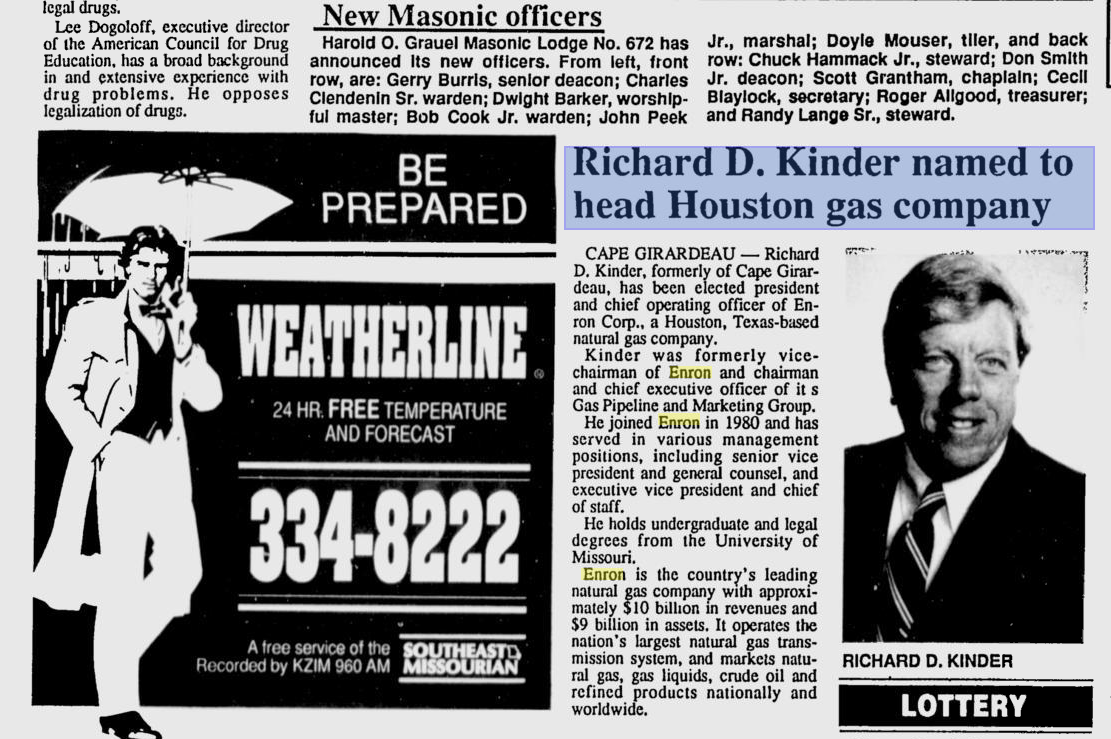 legal drugs.
Lee Dogoloff, executive director
of the American Council for Drug
Education, has a broad background
in and extensive experience with
drug problems. He opposes
legalization of drugs.
New Masonic officers
Harold O. Grauel Masonic Lodge No. 672 has
announced its new officers. From left, front
row, are: Gerry Burris, senior deacon; Charles
Clendenin Sr. warden; Dwight Barker, worship-
ful master; Bob Cook Jr. warden; John Peek
Jr., marshal; Doyle Mouser, tiler, and back
row: Chuck Hammack Jr., steward; Don Smith
Jr. deacon; Scott Grantham, chaplain; Cecil
Blaylock, secretary; Roger Allgood, treasurer;
and Randy Lange Sr., steward.
BE
PREPARED
WEATHERLINE®
24 HR. FREE TEMPERATURE
AND FORECAST
334-8222
A free service of the
Recorded by KZIM 960 AM
SOUTHEAST
MISSOURIAN
Richard D. Kinder named to
head Houston gas company
CAPE GIRARDEAU — Richard
D. Kinder, formerly of Cape Girar-
deau, has been elected president
and chief operating officer of En-
ron Corp., a Houston, Texas-based
natural gas company.
Kinder was formerly vice-
chairman of Enron and chairman
and chief executive officer of it s
Gas Pipeline and Marketing Group.
He joined Enron in 1980 and has
served in various management
positions, including senior vice
president and general counsel, and
executive vice president and chief
of staff.
He holds undergraduate and legal
degrees from the University of
Missouri.
Enron is the country's leading
natural gas company with approxi-
mately $10 billion in revenues and
$9 billion in assets. It operates the
nation's largest natural gas trans-
mission system, and markets natu-
ral gas, gas liquids, crude oil and
refined products nationally and
worldwide.
RICHARD D. KINDER
LOTTERY